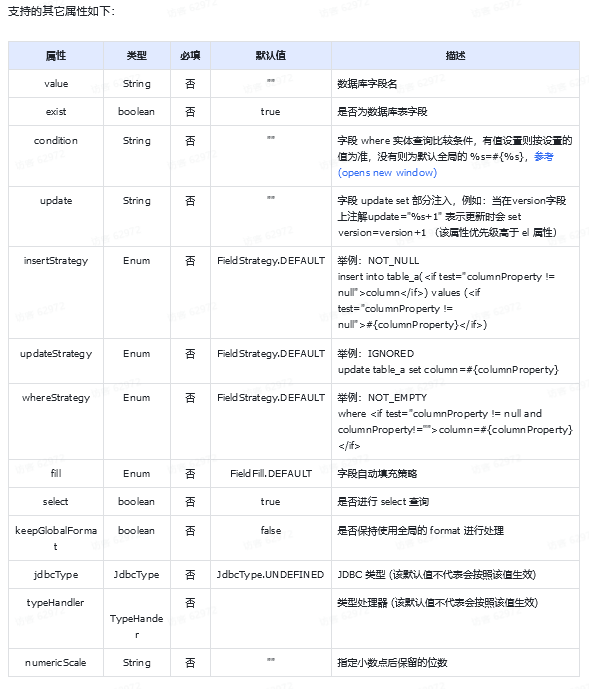 支持的其它属性如下：
属性 类型 必填 默认值 描述
value String 否 "" 数据库字段名
exist boolean 否 true 是否为数据库表字段
condition String 否 "" 字段 where 实体查询比较条件，有值设置则按设置的
值为准，没有则为默认全局的 %s=#{%s}，参考
(opens new window)
update String 否 "" 字段 update set 部分注入，例如：当在version字段
上注解update="%s+1" 表示更新时会 set
version=version+1 （该属性优先级高于 el 属性）
insertStrategy Enum 否 FieldStrategy.DEFAULT 举例：NOT_NULL
insert into table_a(<if test="columnProperty !=
null">column</if>) values (<if
test="columnProperty !=
null">#{columnProperty}</if>)
updateStrategy Enum 否 FieldStrategy.DEFAULT 举例：IGNORED
update table_a set column=#{columnProperty}
whereStrategy Enum 否 FieldStrategy.DEFAULT 举例：NOT_EMPTY
where <if test="columnProperty != null and
columnProperty!=''">column=#{columnProperty}
</if>
fill Enum 否 FieldFill.DEFAULT 字段自动填充策略
select boolean 否 true 是否进行 select 查询
keepGlobalForma
t boolean 否 false 是否保持使用全局的 format 进行处理
jdbcType JdbcType 否 JdbcType.UNDEFINED JDBC 类型 (该默认值不代表会按照该值生效)
typeHandler 否 类型处理器 (该默认值不代表会按照该值生效)
TypeHande
r
numericScale String 否 "" 指定小数点后保留的位数